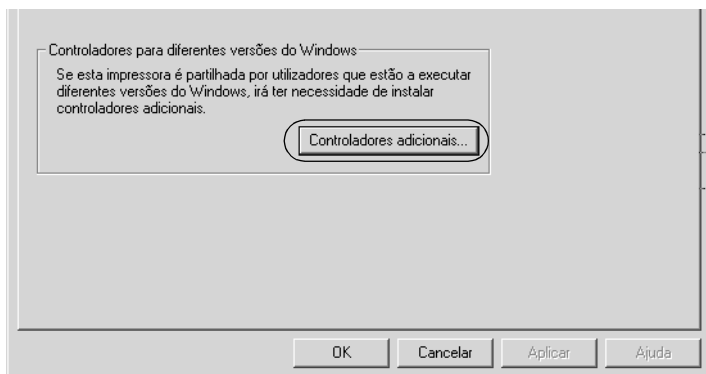 Controladores para diferentes versões do Windows
Se esta impressora é partilhada por utilizadores que estão a executar
diferentes versões do Windows, irá ter necessidade de instalar
controladores adicionais.
Controladores adicionais...
OK
Cancelar
Aplicar
Ajuda